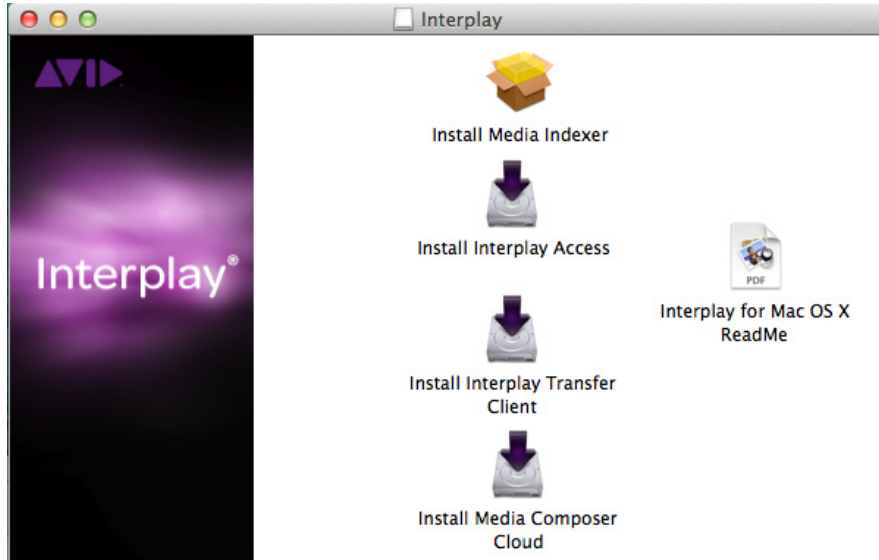 Interplay
AVID
Interplay®
Install Media Indexer
Install Interplay Access
Install Interplay Transfer
Client
Install Media Composer
Cloud
PDF
Interplay for Mac OS X
ReadMe